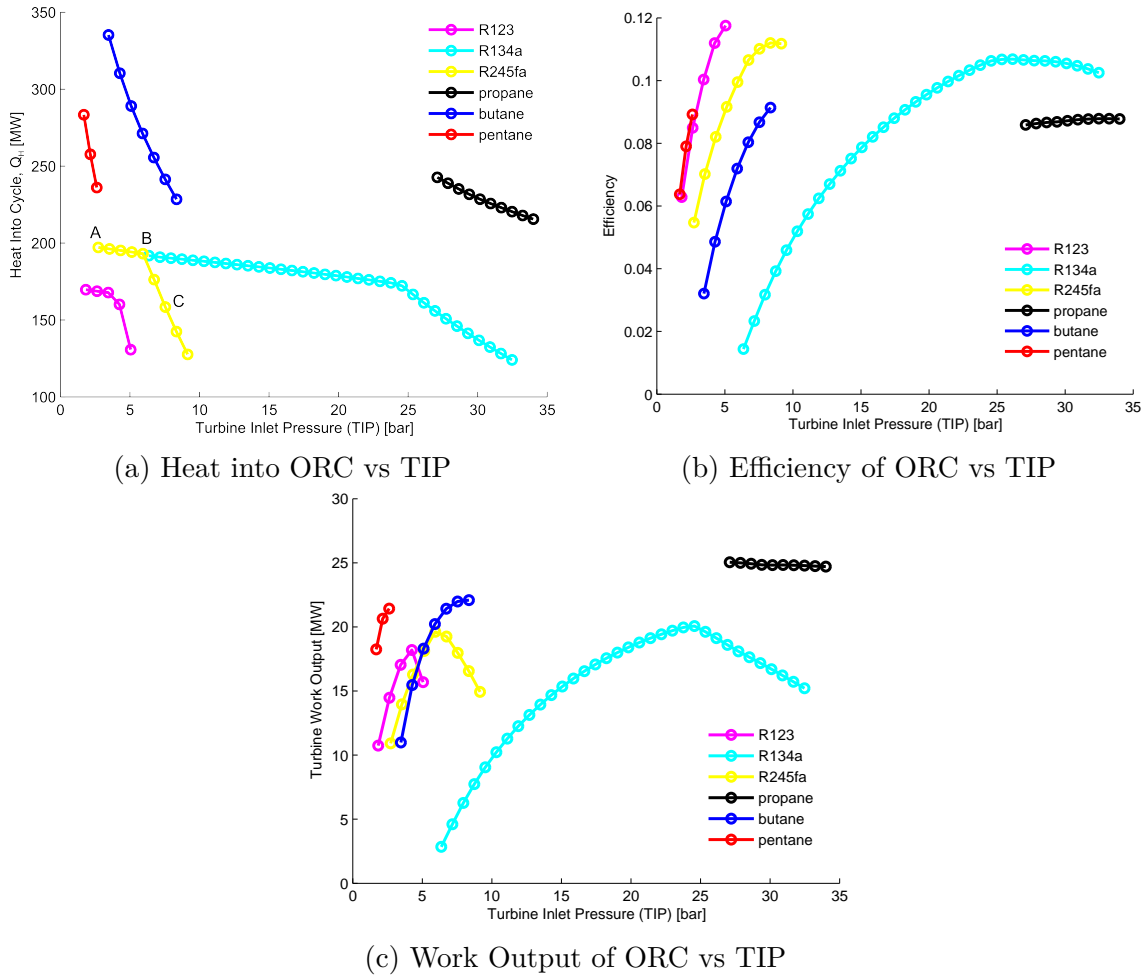 350
300
250
200
150
100
Heat Into Cycle, Q_H [MW]
A
B
C
R123
R134a
R245fa
propane
butane
pentane
0 5 10 15 20 25 30 35
Turbine Inlet Pressure (TIP) [bar]
(a) Heat into ORC vs TIP
0.12
0.1
0.08
0.06
0.04
0.02
0
Efficiency
R123
R134a
R245fa
propane
butane
pentane
0 5 10 15 20 25 30 35
Turbine Inlet Pressure (TIP) [bar]
(b) Efficiency of ORC vs TIP
30
25
20
15
10
5
0
Turbine Work Output [MW]
R123
R134a
R245fa
propane
butane
pentane
0 5 10 15 20 25 30 35
Turbine Inlet Pressure (TIP) [bar]
(c) Work Output of ORC vs TIP